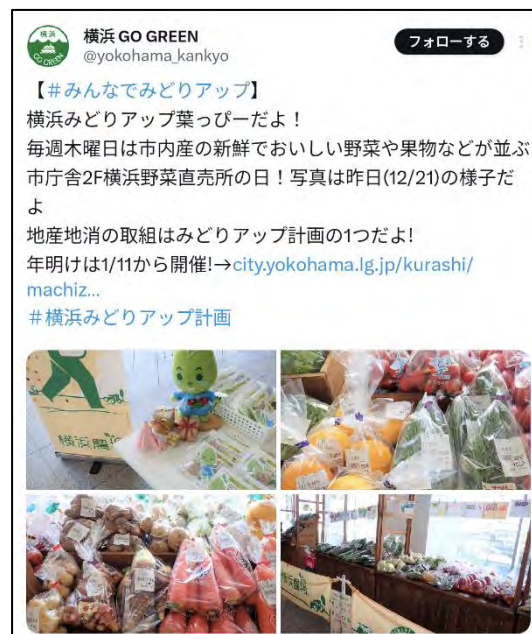 横浜 GO GREEN
@yokohama_kankyo
フォローする
【#みんなでみどりアップ】
横浜みどりアップ葉っぴーだよ!
毎週木曜日は市内産の新鮮でおいしい野菜や果物などが並ぶ
市庁舎2F横浜野菜直売所の日!写真は昨日(12/21)の様子だ
よ
地産地消の取組はみどりアップ計画の1つだよ!
年明けは1/11から開催!→city.yokohama.lg.jp/kurashi/
machiz…
#横浜みどりアップ計画